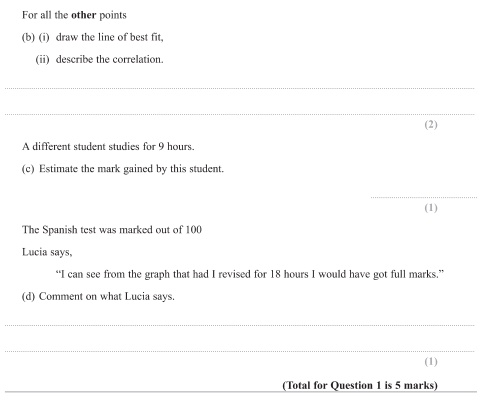 For all the other points
(b) (i) draw the line of best fit,
(ii) describe the correlation.
(2)
A different student studies for 9 hours.
(c) Estimate the mark gained by this student.
(1)
The Spanish test was marked out of 100
Lucia says,
“I can see from the graph that had I revised for 18 hours I would have got full marks.”
(d) Comment on what Lucia says.
(1)
(Total for Question 1 is 5 marks)